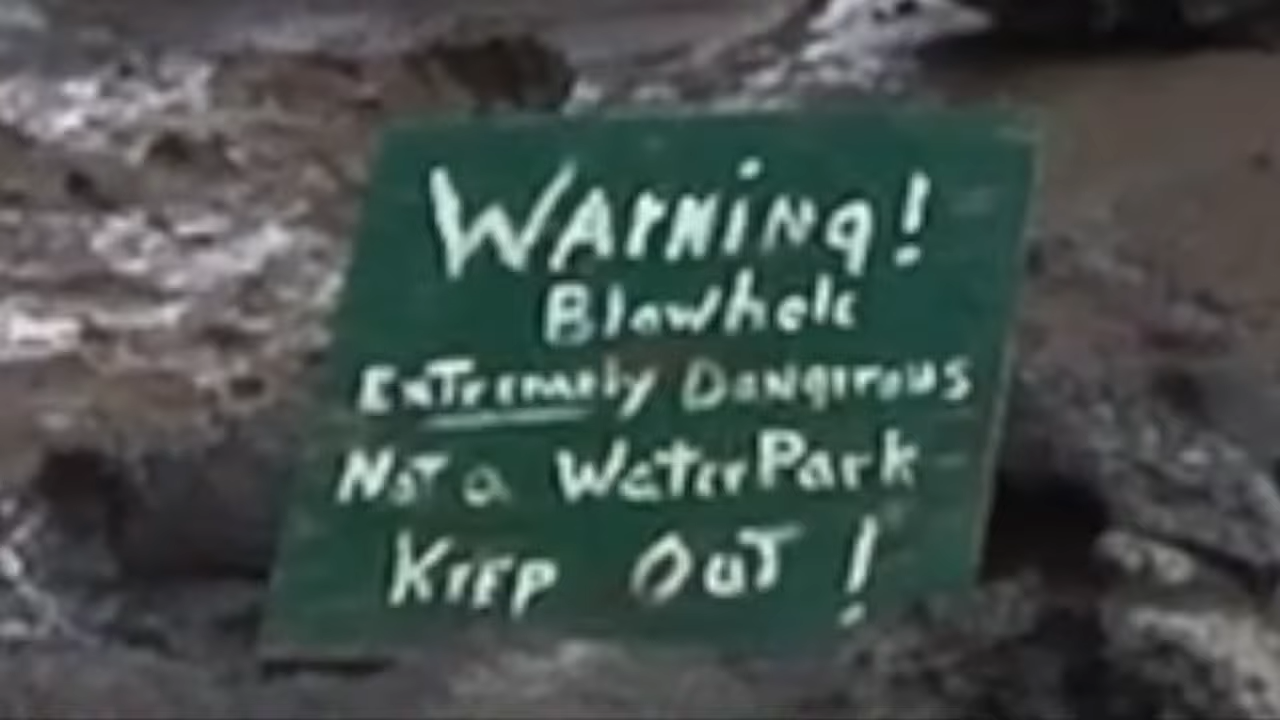 WArNiNg!
Blowhole
ExTremely DaNgerous
NoT a WaterPark
KEEP OuT !